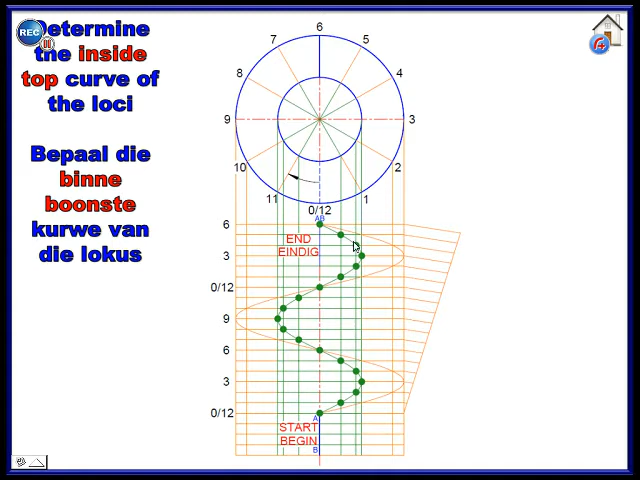 REC
Determine
the inside
top curve of
the loci
Bepaal die
binne
boonste
kurwe van
die lokus
6
7
5
8
4
9
3
10
2
11
1
0/12
AB
6
END
EINDIG
3
0/12
9
6
3
0/12
A
START
BEGIN
B